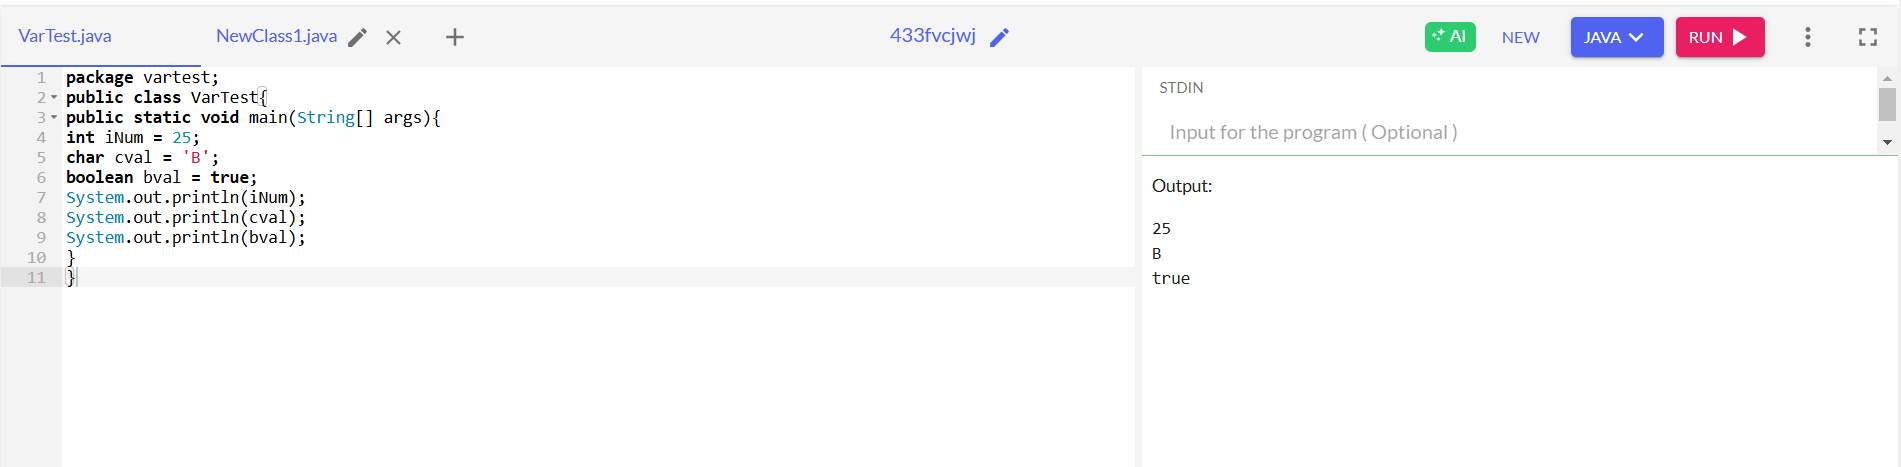 VarTest.java NewClass1.java 433fvcjwj AI NEW JAVA RUN
1 package vartest;
2 public class VarTest{
3 public static void main(String[] args){
4 int iNum = 25;
5 char cval = 'B';
6 boolean bval = true;
7 System.out.println(iNum);
8 System.out.println(cval);
9 System.out.println(bval);
10 }
11 }
STDIN
Input for the program ( Optional )
Output:
25
B
true